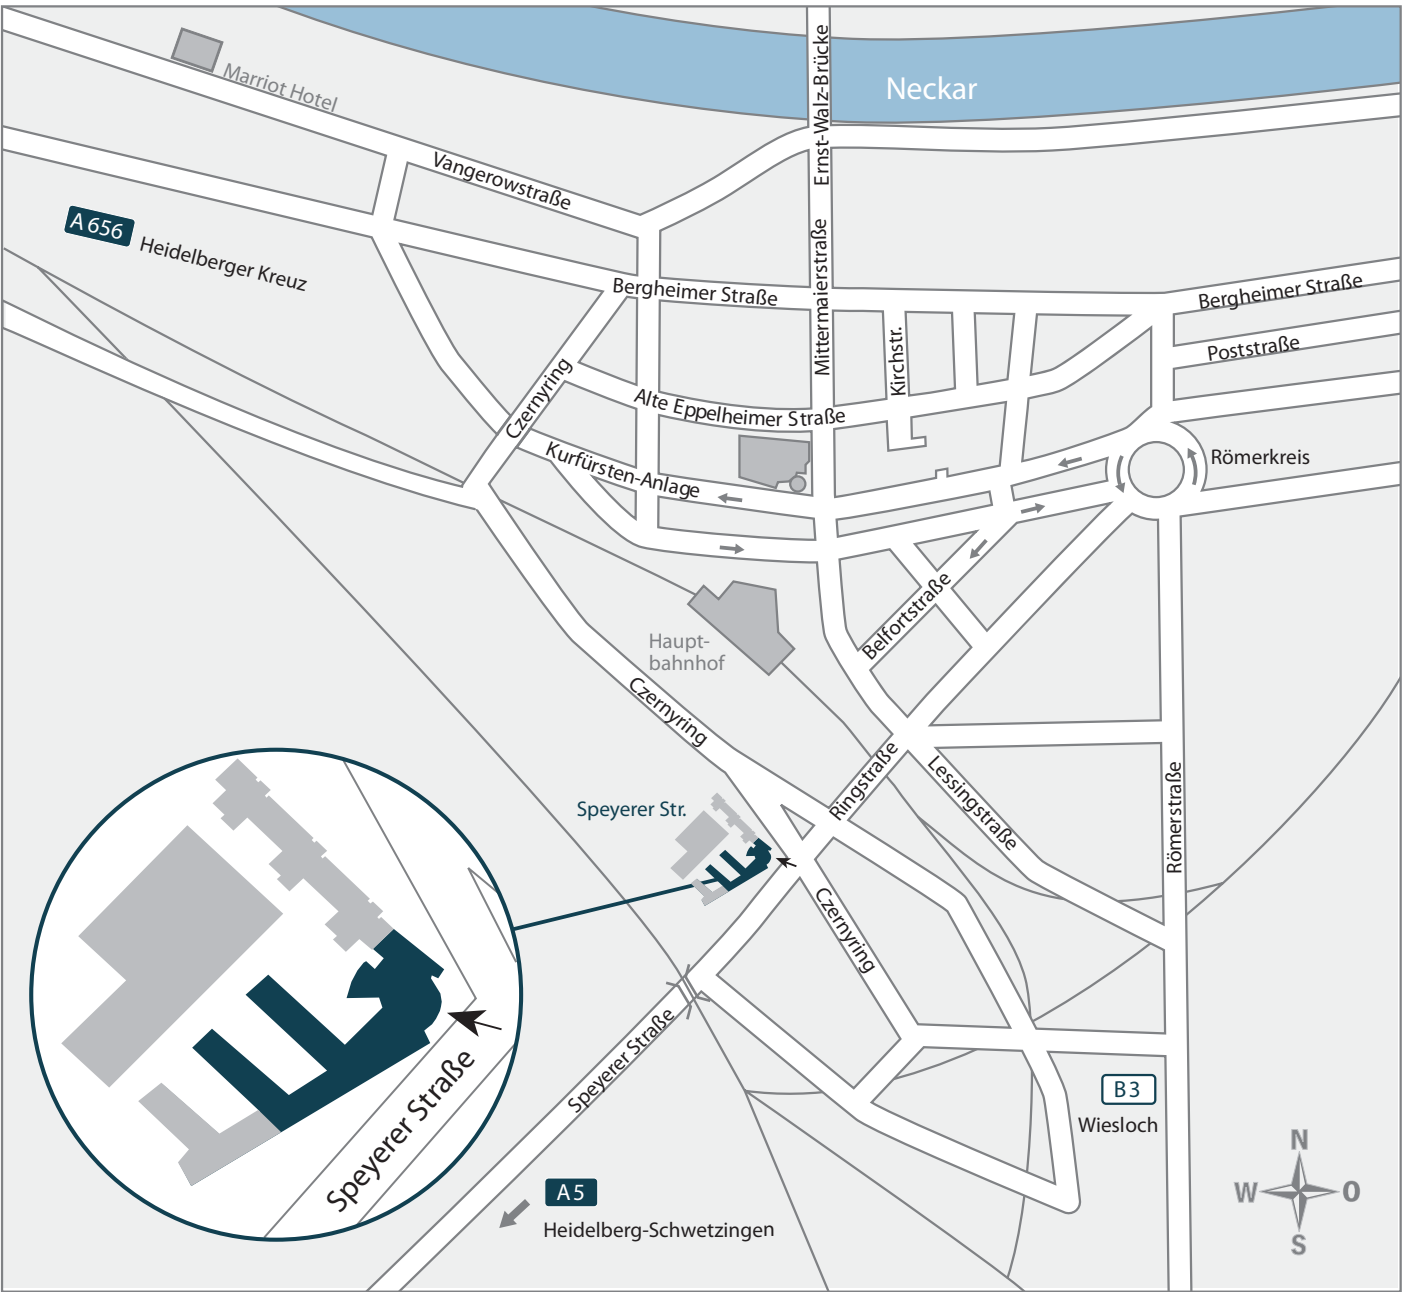 Neckar
Ernst-Walz-Brücke
Marriot Hotel
Vangerowstraße
A 656
Heidelberger Kreuz
Bergheimer Straße
Mittermaierstraße
Bergheimer Straße
Poststraße
Kirchstr.
Czernyring
Alte Eppelheimer Straße
Kurfürsten-Anlage
Römerkreis
Belfortstraße
Haupt-
bahnhof
Czernyring
Ringstraße
Lessingstraße
Römerstraße
Speyerer Str.
Czernyring
Speyerer Straße
Speyerer Straße
B 3
Wiesloch
A 5
Heidelberg-Schwetzingen
N
W
O
S